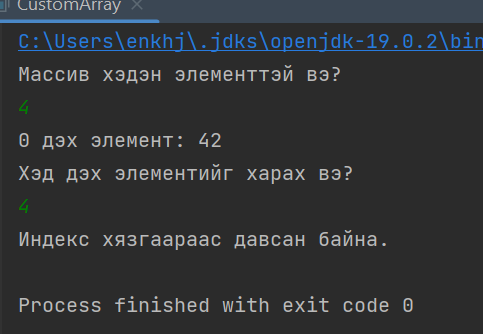 CustomArray
C:\Users\enkhj\.jdks\openjdk-19.0.2\bin
Массив хэдэн элементтэй вэ?
4
0 дэх элемент: 42
Хэд дэх элементийг харах вэ?
4
Индекс хязгаараас давсан байна.
Process finished with exit code 0